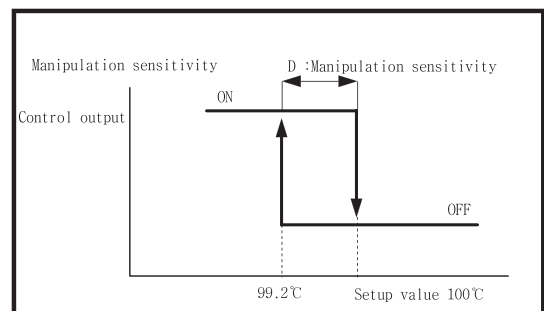 Manipulation sensitivity
D :Manipulation sensitivity
ON
Control output
OFF
99.2℃
Setup value 100℃